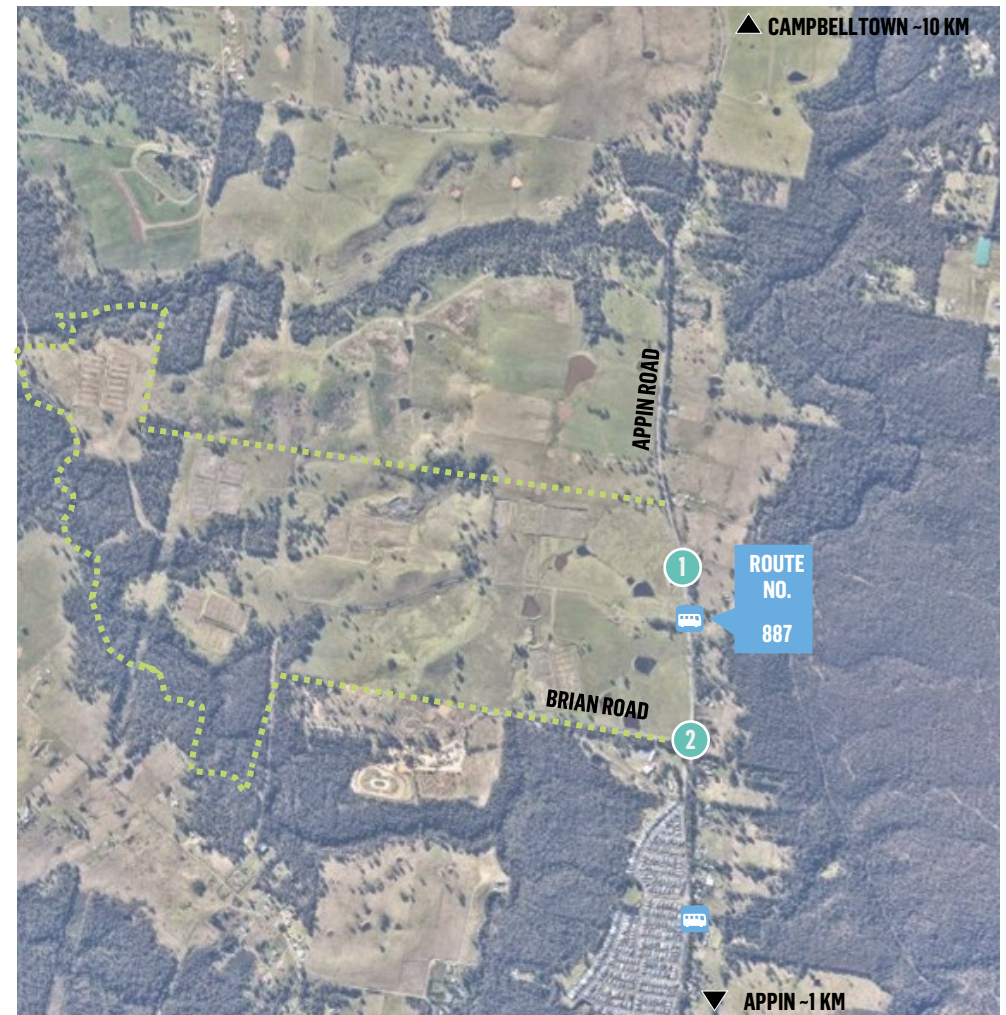 CAMPBELLTOWN ~10 KM
APPIN ROAD
1
ROUTE
NO.
887
BRIAN ROAD
2
APPIN ~1 KM